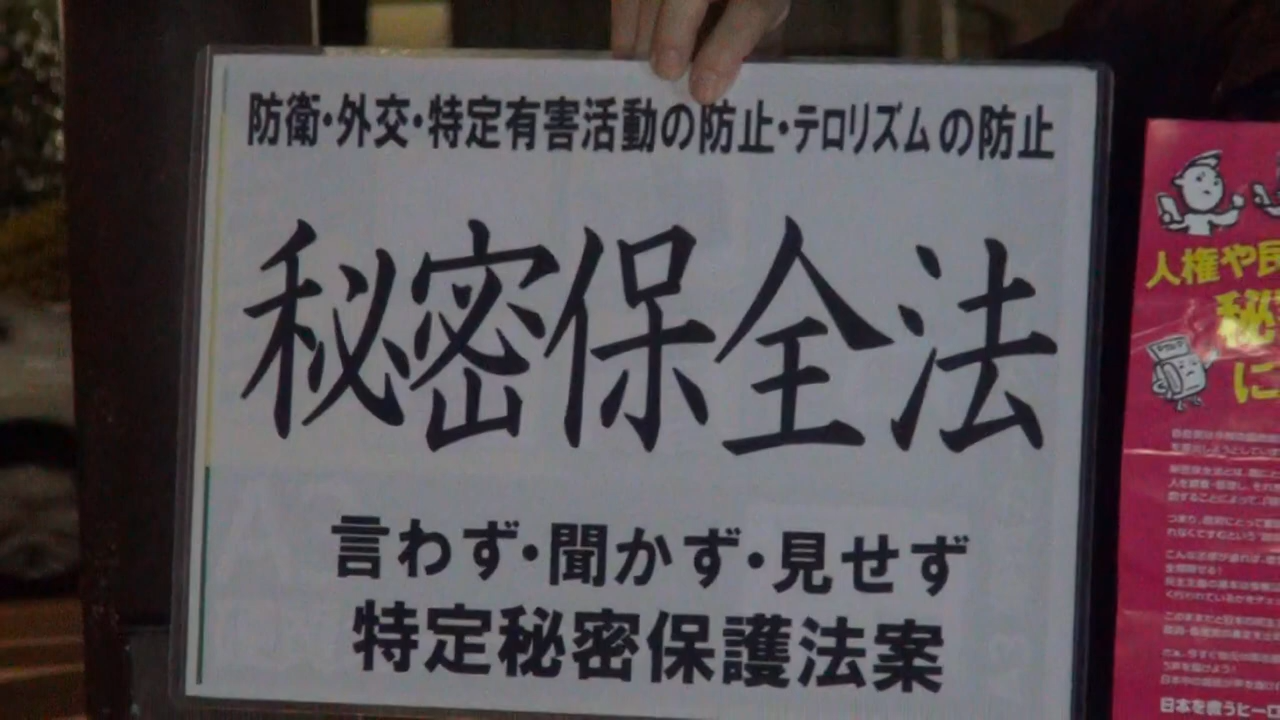 防衛・外交・特定有害活動の防止・テロリズムの防止
秘密保全法
言わず・聞かず・見せず
特定秘密保護法案
人権や民
秘
に
日本を救うヒーロ